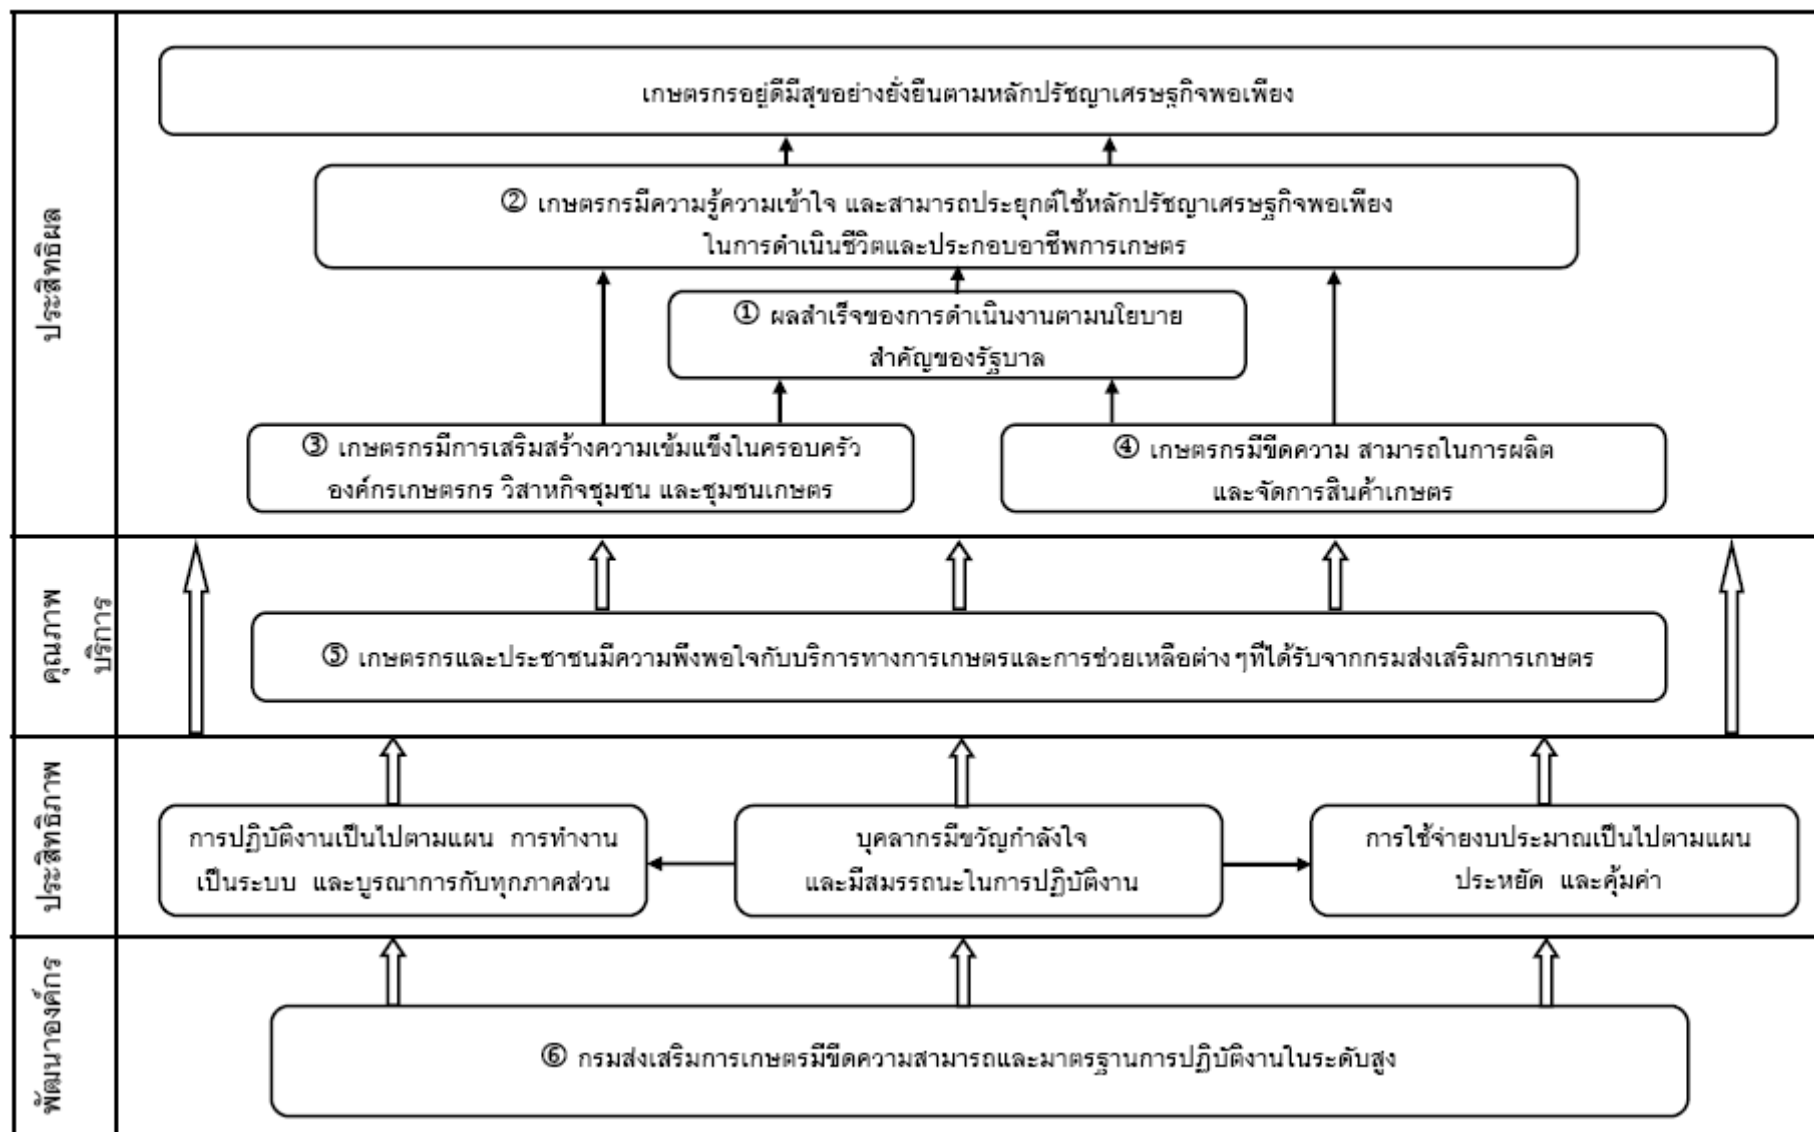 ประสิทธิผล
เกษตรกรอยู่ดีมีสุขอย่างยั่งยืนตามหลักปรัชญาเศรษฐกิจพอเพียง
② เกษตรกรมีความรู้ความเข้าใจ และสามารถประยุกต์ใช้หลักปรัชญาเศรษฐกิจพอเพียง
ในการดำเนินชีวิตและประกอบอาชีพการเกษตร
① ผลสำเร็จของการดำเนินงานตามนโยบาย
สำคัญของรัฐบาล
③ เกษตรกรมีการเสริมสร้างความเข้มแข็งในครอบครัว
องค์กรเกษตรกร วิสาหกิจชุมชน และชุมชนเกษตร
④ เกษตรกรมีขีดความ สามารถในการผลิต
และจัดการสินค้าเกษตร
คุณภาพ
บริการ
⑤ เกษตรกรและประชาชนมีความพึงพอใจกับบริการทางการเกษตรและการช่วยเหลือต่างๆที่ได้รับจากกรมส่งเสริมการเกษตร
ประสิทธิภาพ
การปฏิบัติงานเป็นไปตามแผน การทำงาน
เป็นระบบ และบูรณาการกับทุกภาคส่วน
บุคลากรมีขวัญกำลังใจ
และมีสมรรถนะในการปฏิบัติงาน
การใช้จ่ายงบประมาณเป็นไปตามแผน
ประหยัด และคุ้มค่า
พัฒนาองค์กร
⑥ กรมส่งเสริมการเกษตรมีขีดความสามารถและมาตรฐานการปฏิบัติงานในระดับสูง